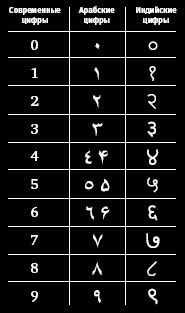 Современные цифры Арабские цифры Индийские цифры
0 ٠ ०
1 ١ १
2 ٢ २
3 ٣ ३
4 ٤ ۴ ४
5 ٥ ۵ ५
6 ٦ ۶ ६
7 ٧ ७
8 ٨ ८
9 ٩ ९